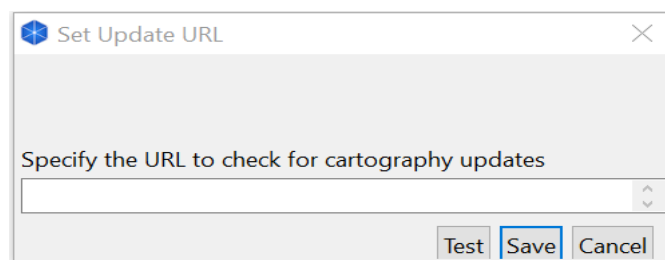 Set Update URL
Specify the URL to check for cartography updates
Test Save Cancel